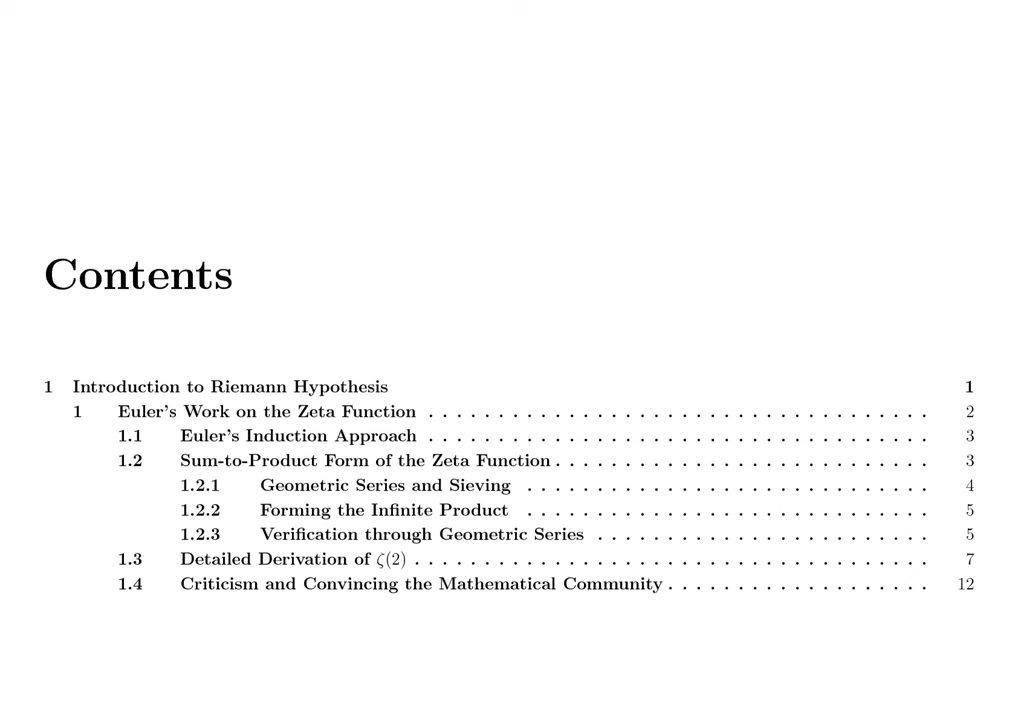 Contents
1 Introduction to Riemann Hypothesis 1
1 Euler's Work on the Zeta Function . . . . . . . . . . . . . . . . . . . . . . . . . . . . . . . . . . . . 2
1.1 Euler's Induction Approach . . . . . . . . . . . . . . . . . . . . . . . . . . . . . . . . . . . . 3
1.2 Sum-to-Product Form of the Zeta Function . . . . . . . . . . . . . . . . . . . . . . . . . . . 3
1.2.1 Geometric Series and Sieving . . . . . . . . . . . . . . . . . . . . . . . . . . . . . 4
1.2.2 Forming the Infinite Product . . . . . . . . . . . . . . . . . . . . . . . . . . . . . 5
1.2.3 Verification through Geometric Series . . . . . . . . . . . . . . . . . . . . . . . . 5
1.3 Detailed Derivation of ζ(2) . . . . . . . . . . . . . . . . . . . . . . . . . . . . . . . . . . . . . 7
1.4 Criticism and Convincing the Mathematical Community . . . . . . . . . . . . . . . . . . . 12